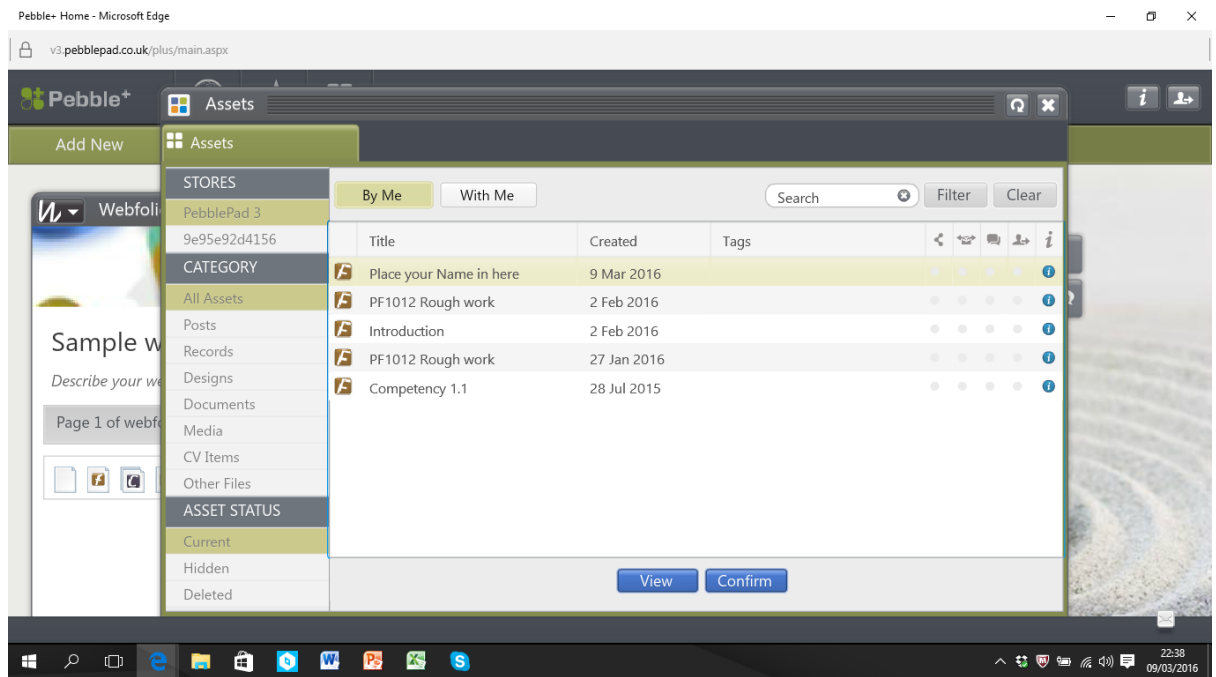 Pebble+ Home - Microsoft Edge
v3.pebblepad.co.uk/plus/main.aspx
Pebble+
Assets
i
Add New
Assets
STORES
By Me
With Me
Search
Filter
Clear
Webfoli
PebblePad 3
9e95e92d4156
Title
Created
Tags
i
CATEGORY
Place your Name in here
9 Mar 2016
All Assets
PF1012 Rough work
2 Feb 2016
Posts
Introduction
2 Feb 2016
Sample w
Records
PF1012 Rough work
27 Jan 2016
Describe your we
Designs
Competency 1.1
28 Jul 2015
Documents
Page 1 of webfo
Media
CV Items
Other Files
ASSET STATUS
Current
Hidden
View
Confirm
Deleted
22:38
09/03/2016